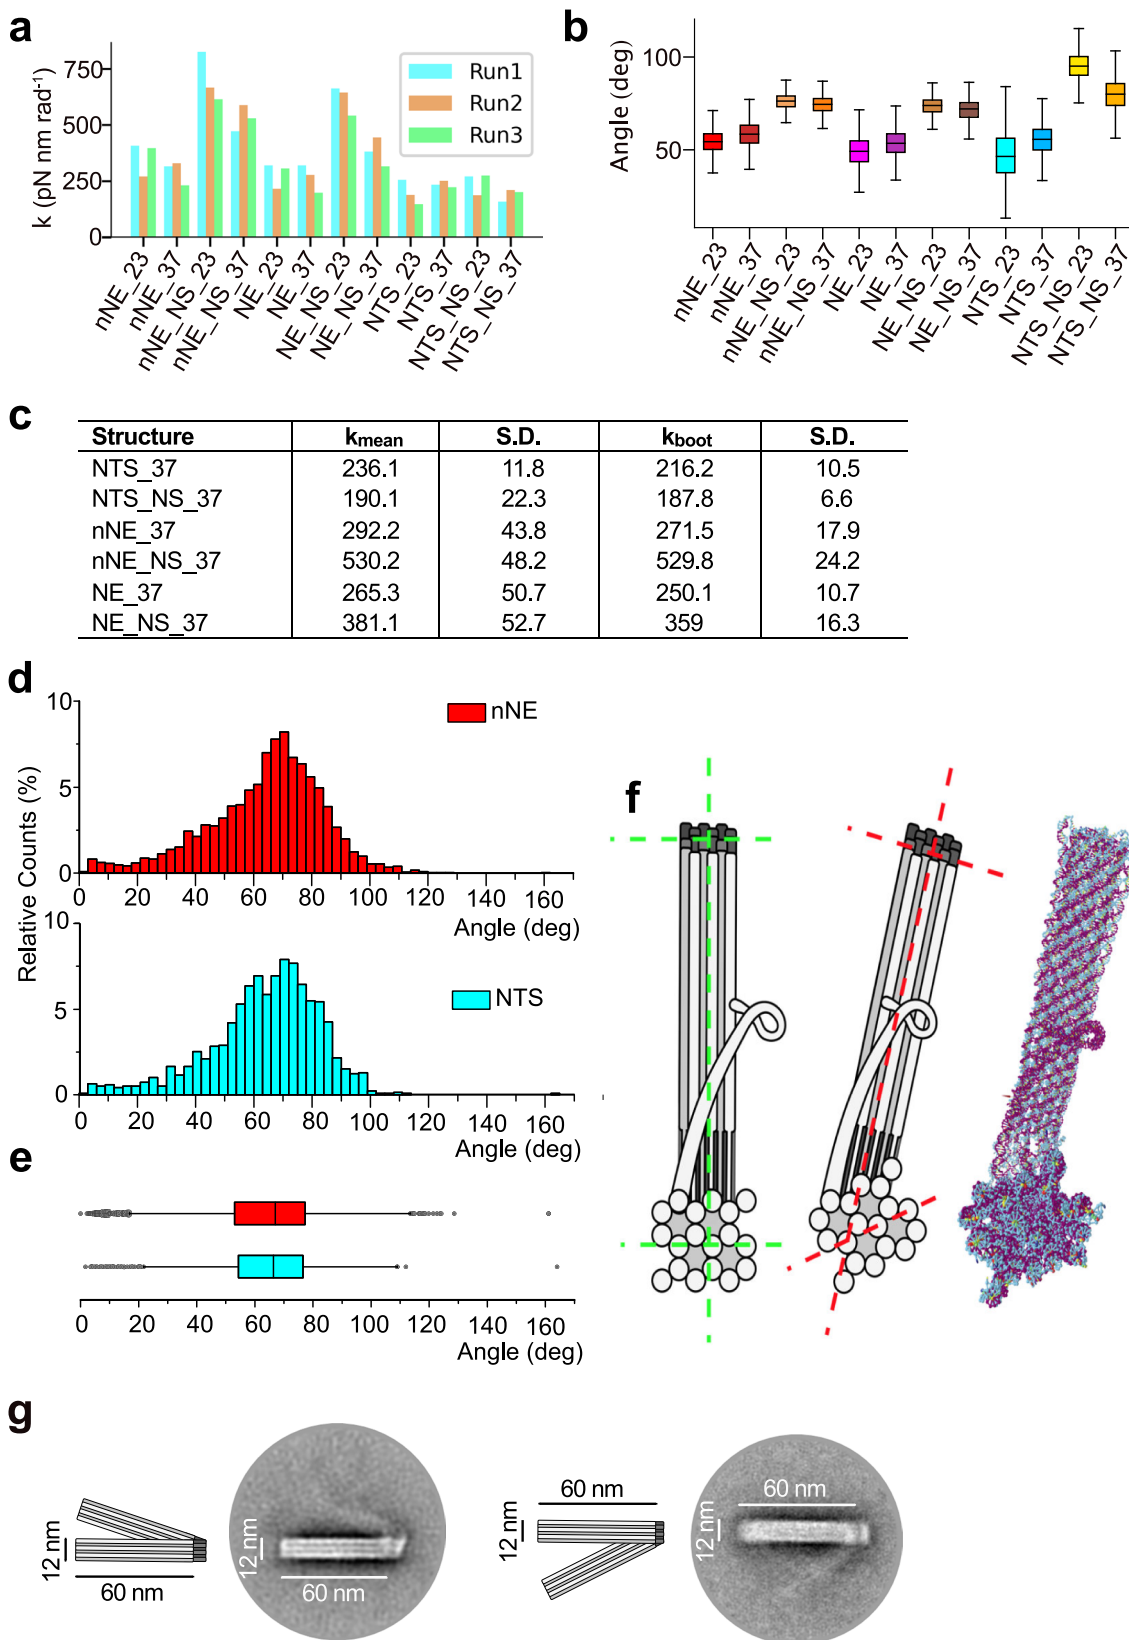 a
k (pN nm rad⁻¹)
750
500
250
0
Run1
Run2
Run3
nNE_23
nNE_37
nNE_NS_23
nNE_NS_37
NE_23
NE_37
NE_NS_23
NE_NS_37
NTS_23
NTS_37
NTS_NS_23
NTS_NS_37
b
Angle (deg)
100
50
nNE_23
nNE_37
nNE_NS_23
nNE_NS_37
NE_23
NE_37
NE_NS_23
NE_NS_37
NTS_23
NTS_37
NTS_NS_23
NTS_NS_37
c
Structure kmean S.D. kboot S.D.
NTS_37 236.1 11.8 216.2 10.5
NTS_NS_37 190.1 22.3 187.8 6.6
nNE_37 292.2 43.8 271.5 17.9
nNE_NS_37 530.2 48.2 529.8 24.2
NE_37 265.3 50.7 250.1 10.7
NE_NS_37 381.1 52.7 359 16.3
d
Relative Counts (%)
10
5
0
nNE
0 20 40 60 80 100 120 140 160
Angle (deg)
10
5
0
NTS
0 20 40 60 80 100 120 140 160
Angle (deg)
e
0 20 40 60 80 100 120 140 160
Angle (deg)
f
g
12 nm
60 nm
12 nm
60 nm
60 nm
12 nm
60 nm
12 nm